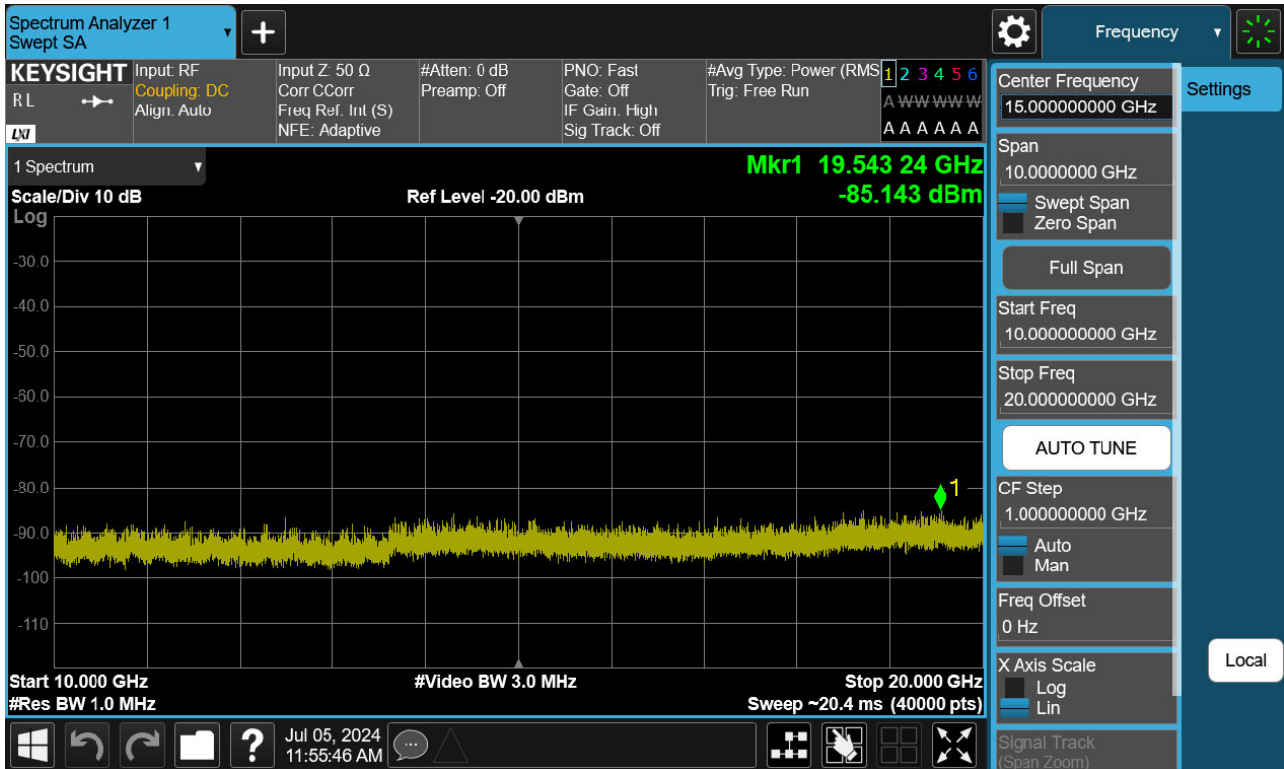 Spectrum Analyzer 1
Swept SA
+
Frequency
KEYSIGHT
R L
LXI
Input: RF
Coupling: DC
Align: Auto
Input Z: 50 Ω
Corr CCorr
Freq Ref: Int (S)
NFE: Adaptive
#Atten: 0 dB
Preamp: Off
PNO: Fast
Gate: Off
IF Gain: High
Sig Track: Off
#Avg Type: Power (RMS
Trig: Free Run
1 2 3 4 5 6
A W W W W W
A A A A A A
1 Spectrum
Scale/Div 10 dB
Log
Ref Level -20.00 dBm
Mkr1 19.543 24 GHz
-85.143 dBm
-30.0
-40.0
-50.0
-60.0
-70.0
-80.0
-90.0
-100
-110
1
Start 10.000 GHz
#Res BW 1.0 MHz
#Video BW 3.0 MHz
Stop 20.000 GHz
Sweep ~20.4 ms (40000 pts)
?
Jul 05, 2024
11:55:46 AM
Center Frequency
15.000000000 GHz
Span
10.0000000 GHz
Swept Span
Zero Span
Full Span
Start Freq
10.000000000 GHz
Stop Freq
20.000000000 GHz
AUTO TUNE
CF Step
1.000000000 GHz
Auto
Man
Freq Offset
0 Hz
X Axis Scale
Log
Lin
Signal Track
(Span Zoom)
Settings
Local